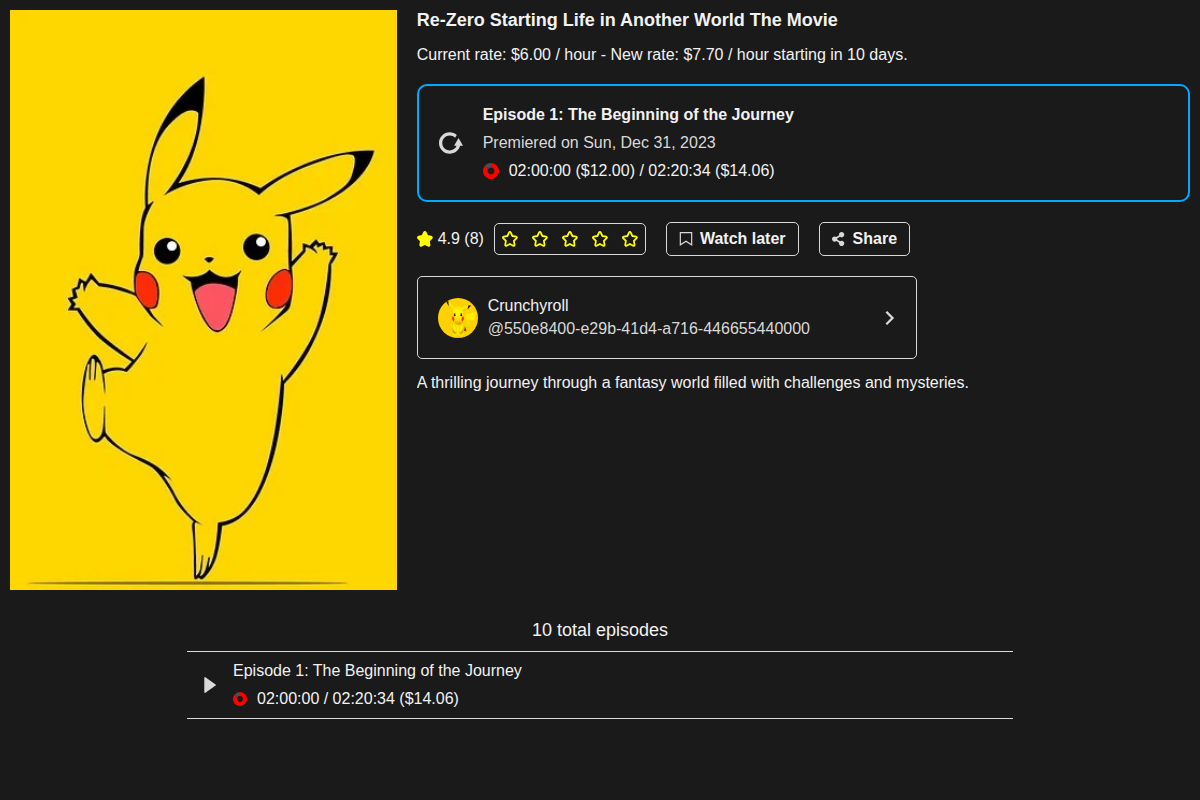 Re-Zero Starting Life in Another World The Movie
Current rate: $6.00 / hour - New rate: $7.70 / hour starting in 10 days.
Episode 1: The Beginning of the Journey
Premiered on Sun, Dec 31, 2023
02:00:00 ($12.00) / 02:20:34 ($14.06)
4.9 (8)
Watch later
Share
Crunchyroll
@550e8400-e29b-41d4-a716-446655440000
A thrilling journey through a fantasy world filled with challenges and mysteries.
10 total episodes
Episode 1: The Beginning of the Journey
02:00:00 / 02:20:34 ($14.06)